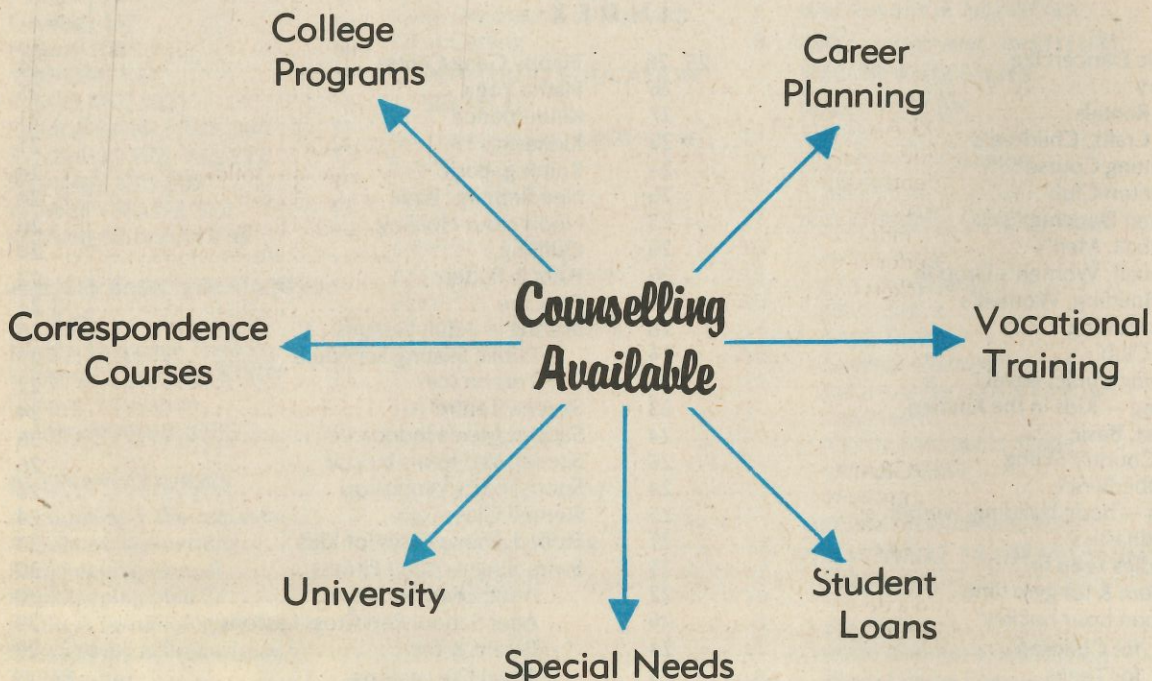 College
Programs
Career
Planning
Counselling
Available
Correspondence
Courses
Vocational
Training
University
Student
Loans
Special Needs